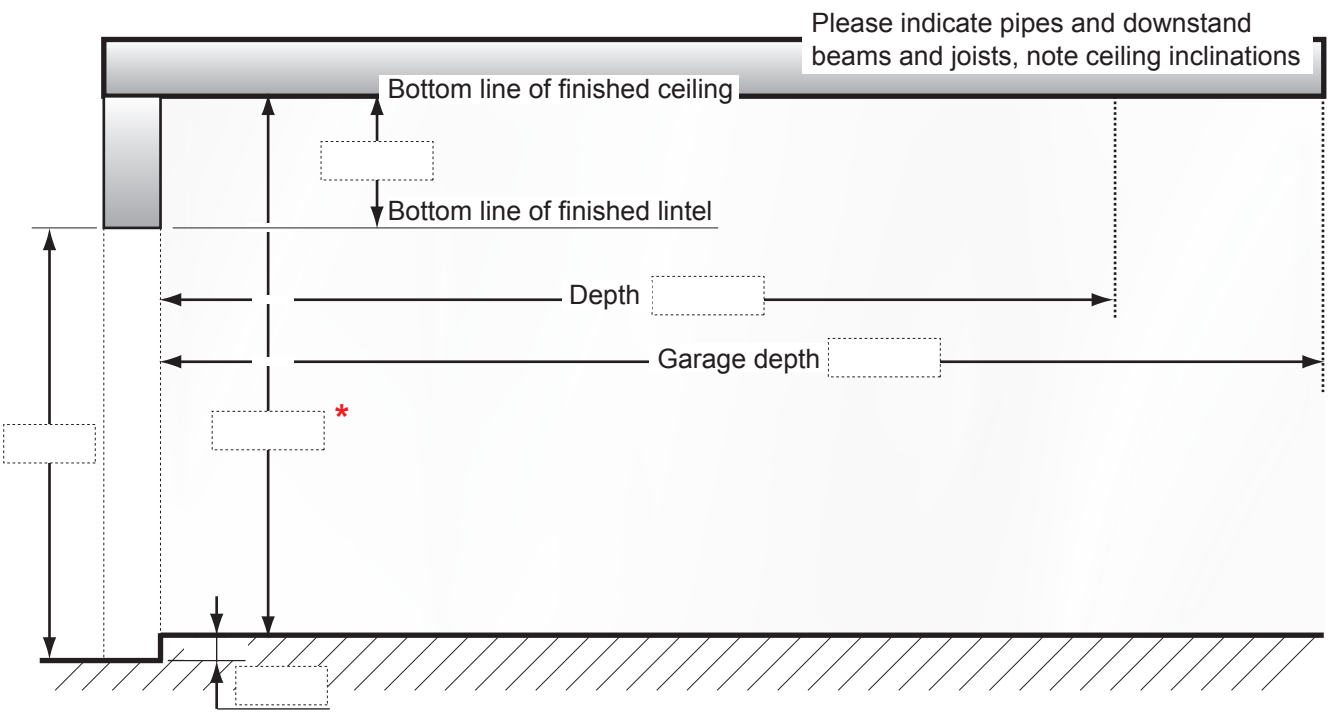 Please indicate pipes and downstand
beams and joists, note ceiling inclinations
Bottom line of finished ceiling
Bottom line of finished lintel
Depth
Garage depth
*